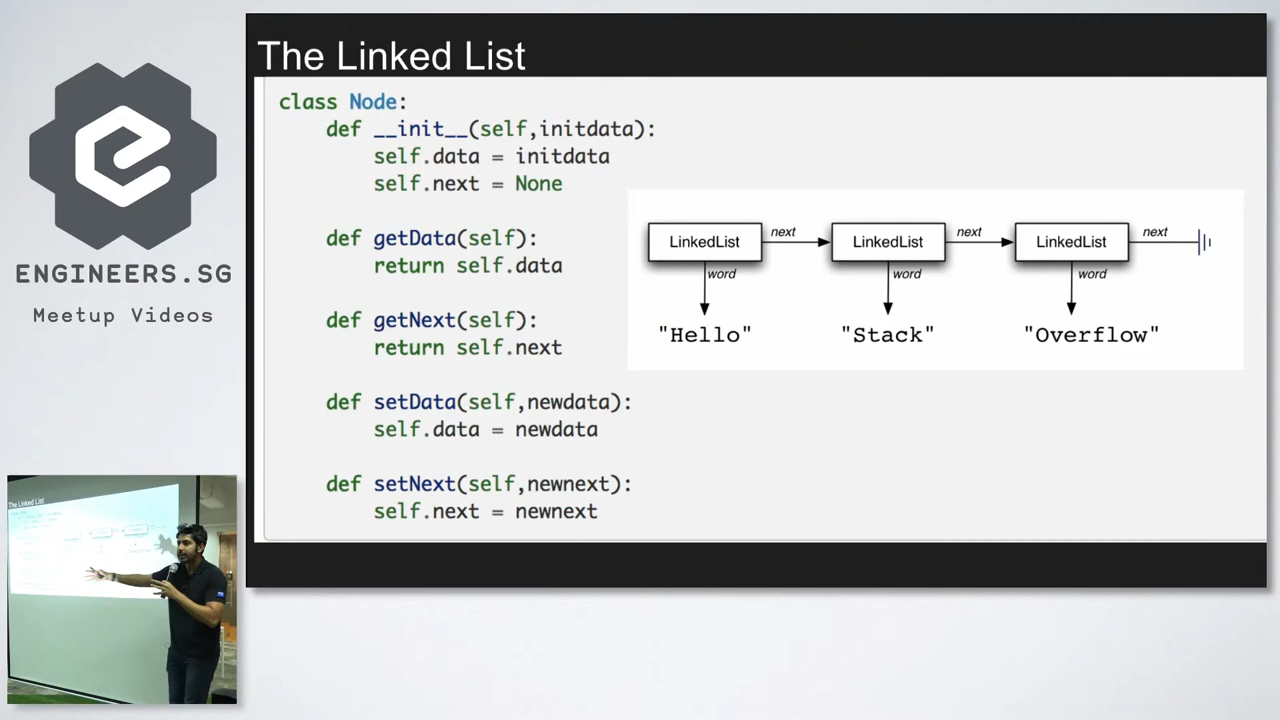 ENGINEERS.SG
Meetup Videos
The Linked List
class Node:
    def __init__(self,initdata):
        self.data = initdata
        self.next = None
    def getData(self):
        return self.data
    def getNext(self):
        return self.next
    def setData(self,newdata):
        self.data = newdata
    def setNext(self,newnext):
        self.next = newnext
LinkedList next LinkedList next LinkedList next
word word word
"Hello" "Stack" "Overflow"
The Linked List